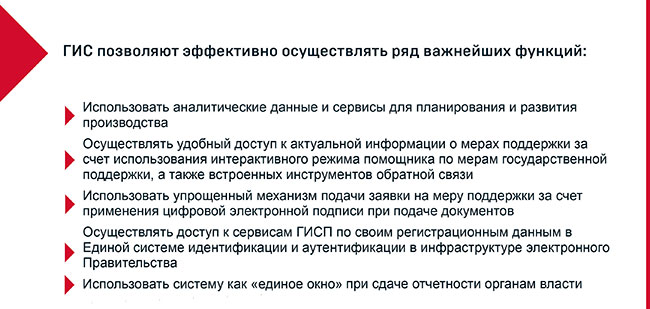 ГИС позволяют эффективно осуществлять ряд важнейших функций:
Использовать аналитические данные и сервисы для планирования и развития
производства
Осуществлять удобный доступ к актуальной информации о мерах поддержки за
счет использования интерактивного режима помощника по мерам государственной
поддержки, а также встроенных инструментов обратной связи
Использовать упрощенный механизм подачи заявки на меру поддержки за счет
применения цифровой электронной подписи при подаче документов
Осуществлять доступ к сервисам ГИСП по своим регистрационным данным в
Единой системе идентификации и аутентификации в инфраструктуре электронного
Правительства
Использовать систему как «единое окно» при сдаче отчетности органам власти